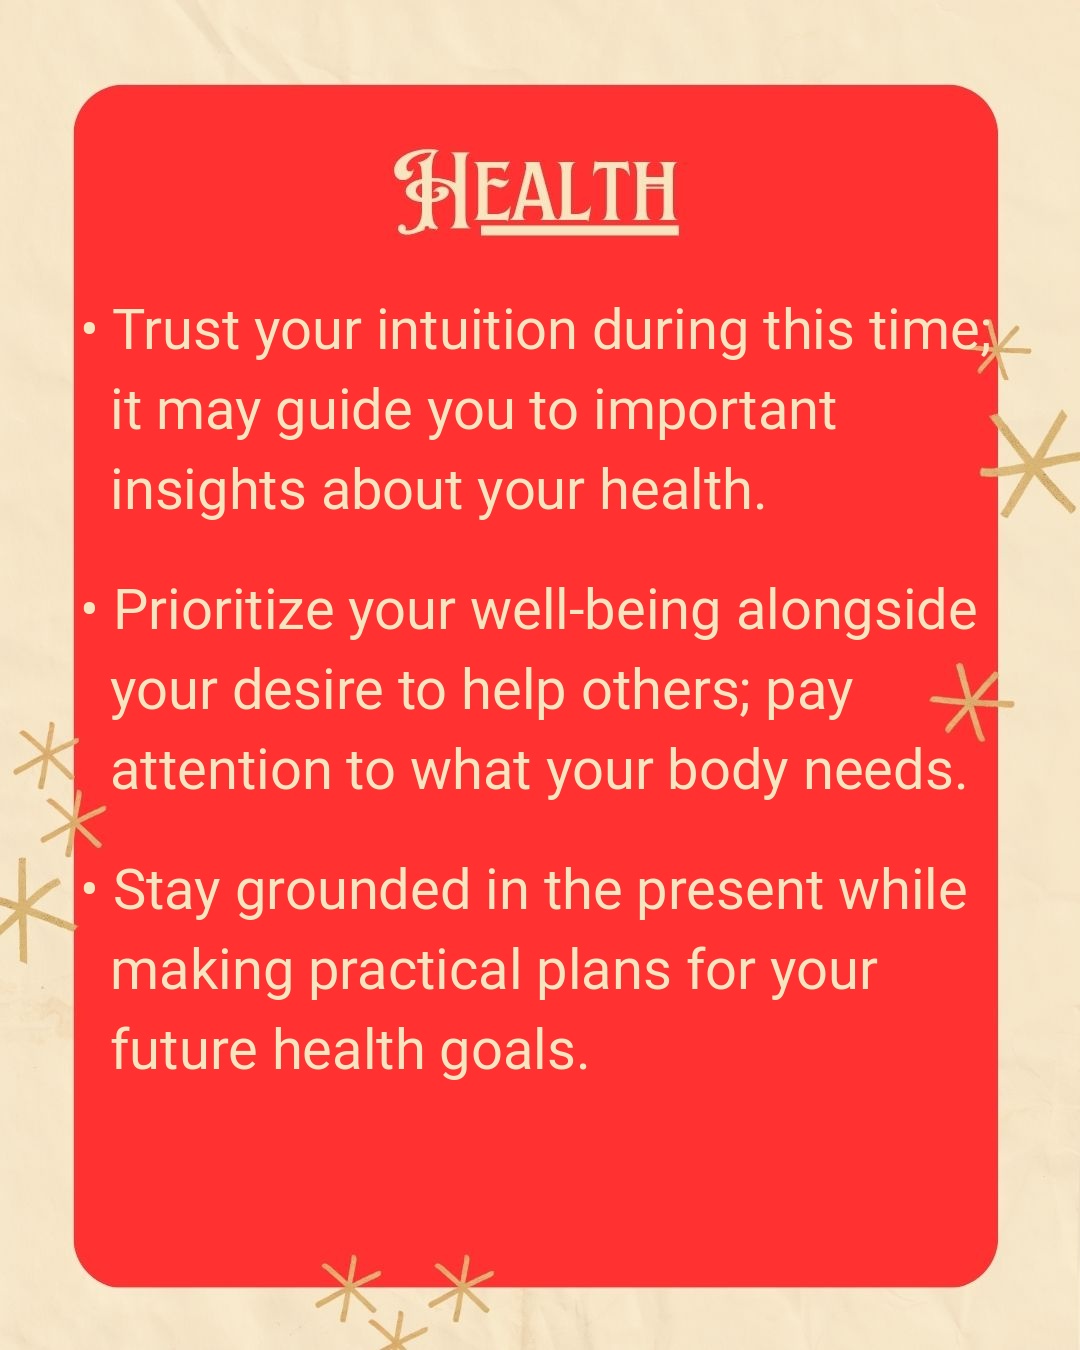 Health
• Trust your intuition during this time;
it may guide you to important
insights about your health.
• Prioritize your well-being alongside
your desire to help others; pay
attention to what your body needs.
• Stay grounded in the present while
making practical plans for your
future health goals.